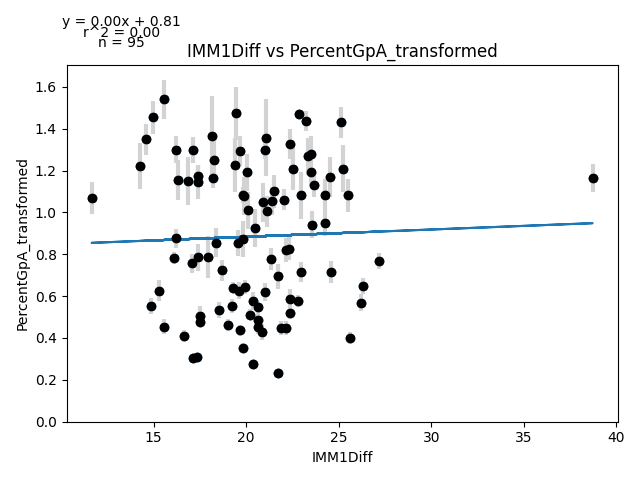 y = 0.00x + 0.81
r^2 = 0.00
n = 95
IMM1Diff vs PercentGpA_transformed
PercentGpA_transformed
1.6
1.4
1.2
1.0
0.8
0.6
0.4
0.2
0.0
15
20
25
30
35
40
IMM1Diff